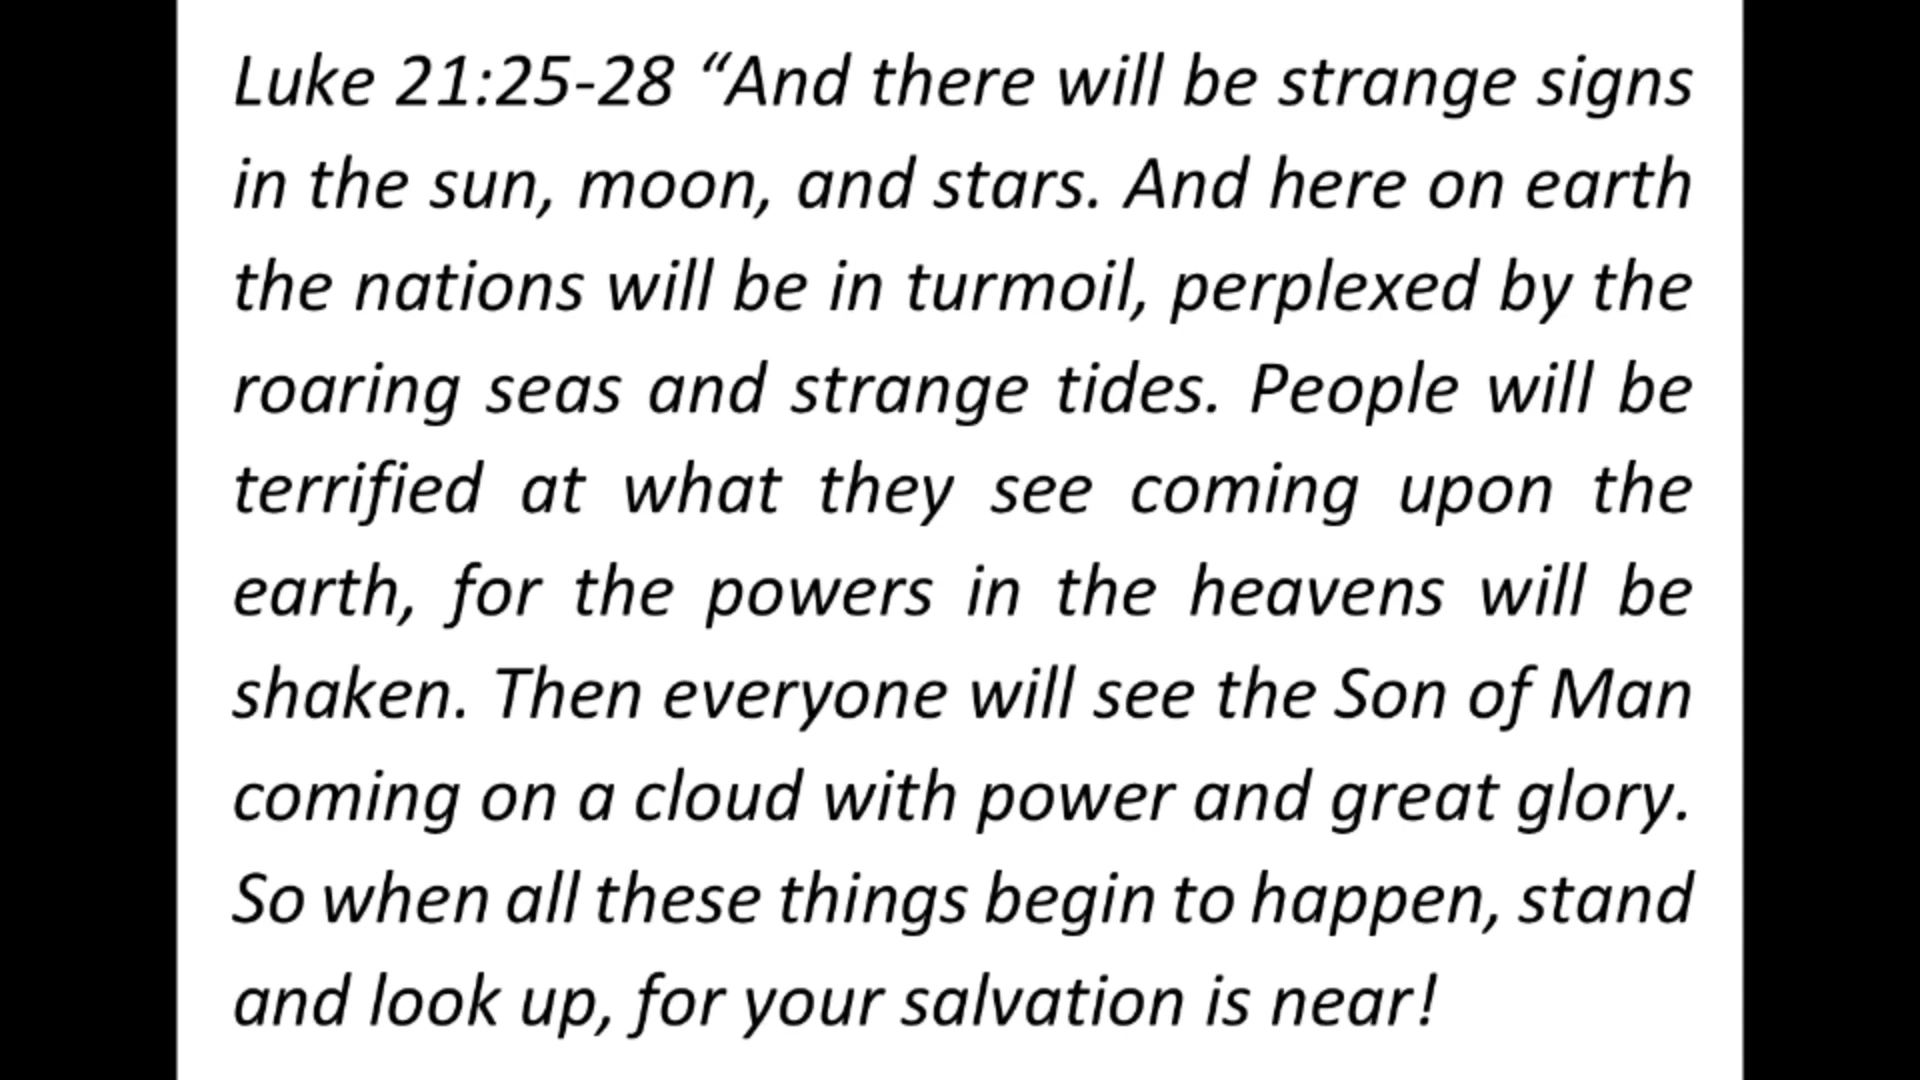 Luke 21:25-28 “And there will be strange signs
in the sun, moon, and stars. And here on earth
the nations will be in turmoil, perplexed by the
roaring seas and strange tides. People will be
terrified at what they see coming upon the
earth, for the powers in the heavens will be
shaken. Then everyone will see the Son of Man
coming on a cloud with power and great glory.
So when all these things begin to happen, stand
and look up, for your salvation is near!